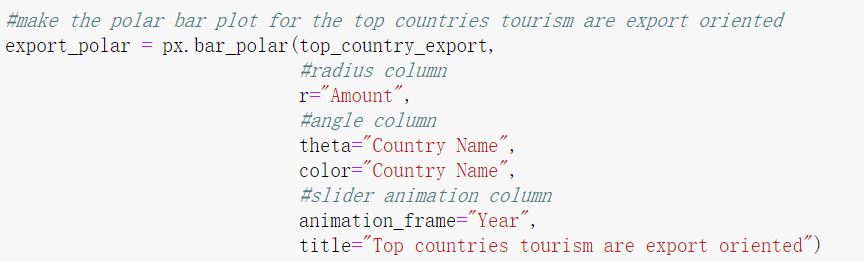 #make the polar bar plot for the top countries tourism are export oriented
export_polar = px.bar_polar(top_country_export,
#radius column
r="Amount",
#angle column
theta="Country Name",
color="Country Name",
#slider animation column
animation_frame="Year",
title="Top countries tourism are export oriented")